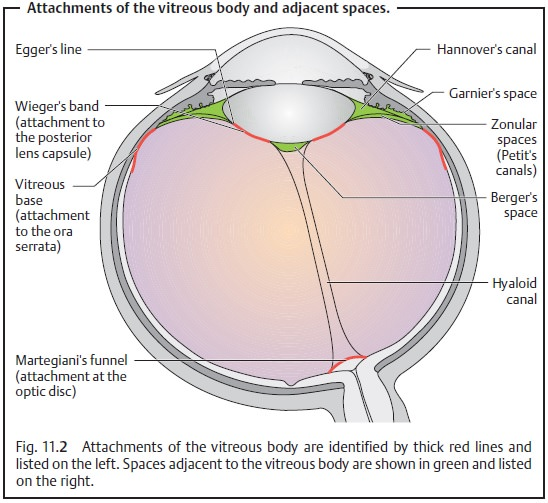 Attachments of the vitreous body and adjacent spaces.
Egger's line
Wieger's band
(attachment to
the posterior
lens capsule)
Vitreous
base
(attachment
to the ora
serrata)
Martegiani's funnel
(attachment at the
optic disc)
Hannover's canal
Garnier's space
Zonular
spaces
(Petit's
canals)
Berger's
space
Hyaloid
canal
Fig. 11.2 Attachments of the vitreous body are identified by thick red lines and
listed on the left. Spaces adjacent to the vitreous body are shown in green and listed
on the right.